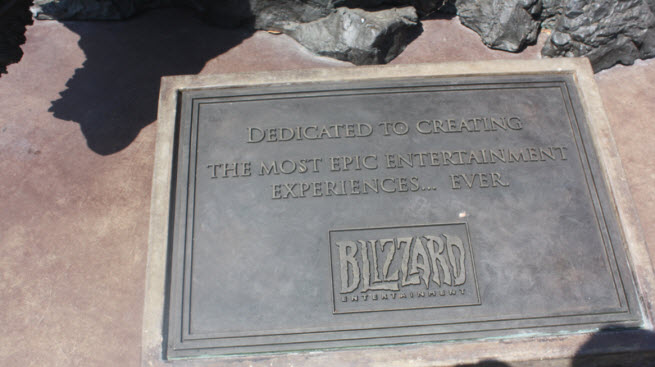 DEDICATED TO CREATING
THE MOST EPIC ENTERTAINMENT
EXPERIENCES... EVER.
BLIZZARD
ENTERTAINMENT